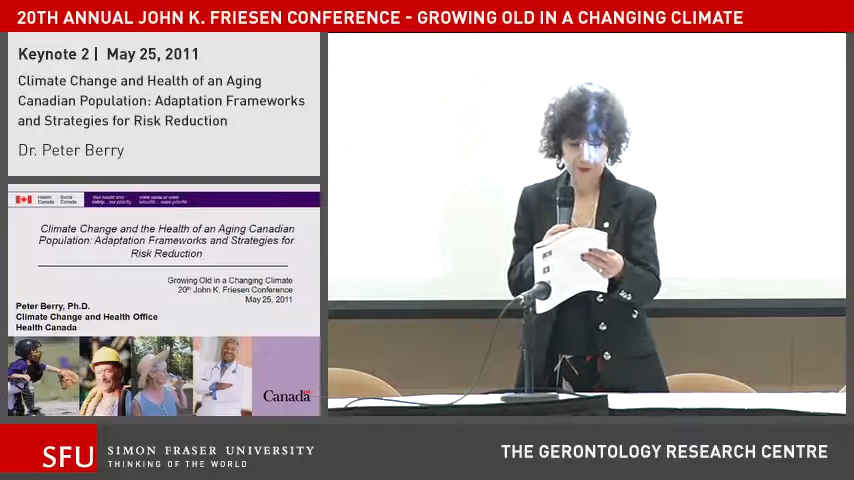 20TH ANNUAL JOHN K. FRIESEN CONFERENCE - GROWING OLD IN A CHANGING CLIMATE
Keynote 2 | May 25, 2011
Climate Change and Health of an Aging
Canadian Population: Adaptation Frameworks
and Strategies for Risk Reduction
Dr. Peter Berry
Health Santé
Canada Canada
Climate Change and the Health of an Aging Canadian
Population: Adaptation Frameworks and Strategies for
Risk Reduction
Growing Old in a Changing Climate
20th John K. Friesen Conference
May 25, 2011
Peter Berry, Ph.D.
Climate Change and Health Office
Health Canada
Canada
SFU SIMON FRASER UNIVERSITY
THINKING OF THE WORLD
THE GERONTOLOGY RESEARCH CENTRE